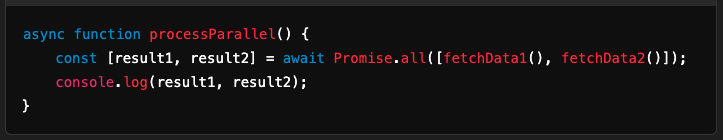 async function processParallel() {
    const [result1, result2] = await Promise.all([fetchData1(), fetchData2()]);
    console.log(result1, result2);
}